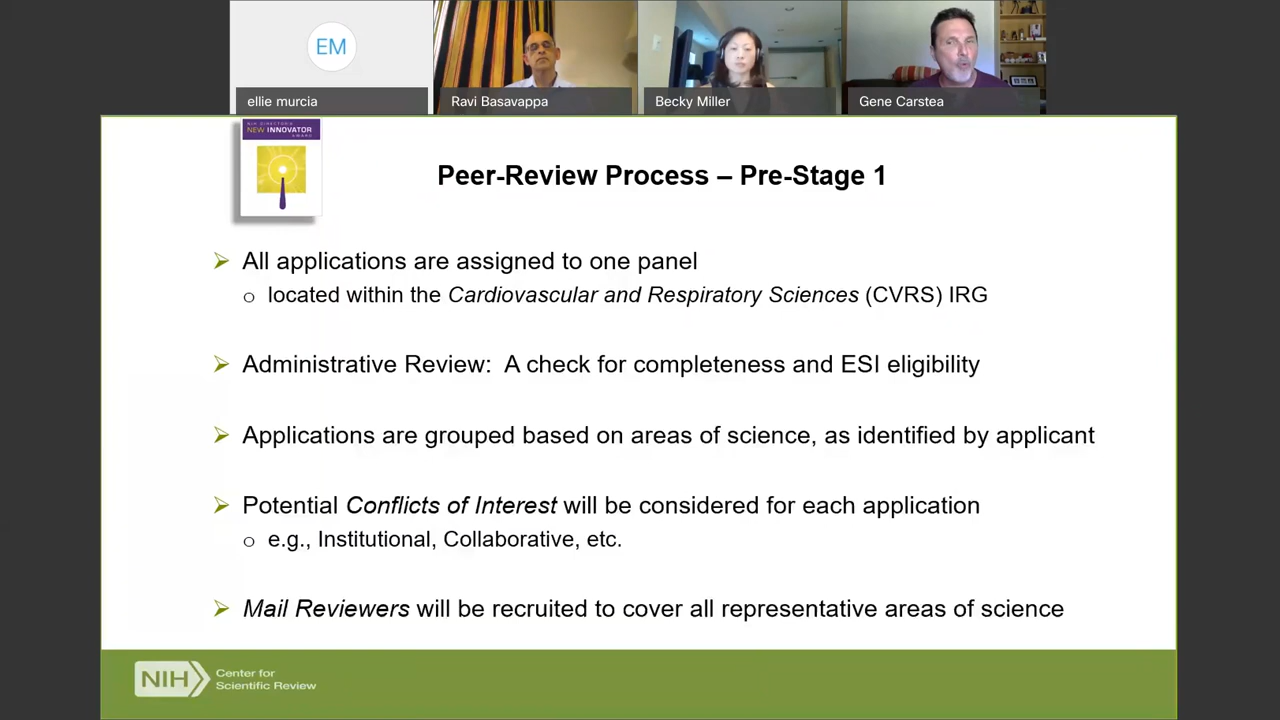 EM
ellie murcia
Ravi Basavappa
Becky Miller
Gene Carstea
NIH DIRECTOR'S
NEW INNOVATOR
AWARD
Peer-Review Process – Pre-Stage 1
➢ All applications are assigned to one panel
o located within the Cardiovascular and Respiratory Sciences (CVRS) IRG
➢ Administrative Review: A check for completeness and ESI eligibility
➢ Applications are grouped based on areas of science, as identified by applicant
➢ Potential Conflicts of Interest will be considered for each application
o e.g., Institutional, Collaborative, etc.
➢ Mail Reviewers will be recruited to cover all representative areas of science
NIH
Center for
Scientific Review